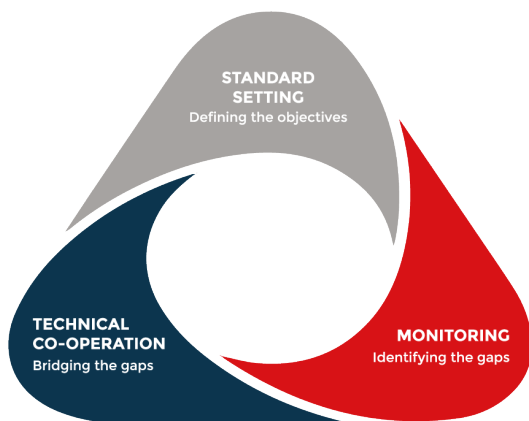 STANDARD
SETTING
Defining the objectives
TECHNICAL
CO-OPERATION
Bridging the gaps
MONITORING
Identifying the gaps